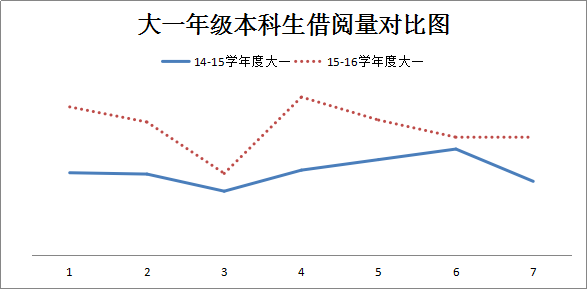 大一年级本科生借阅量对比图
14-15学年度大一 15-16学年度大一
1 2 3 4 5 6 7